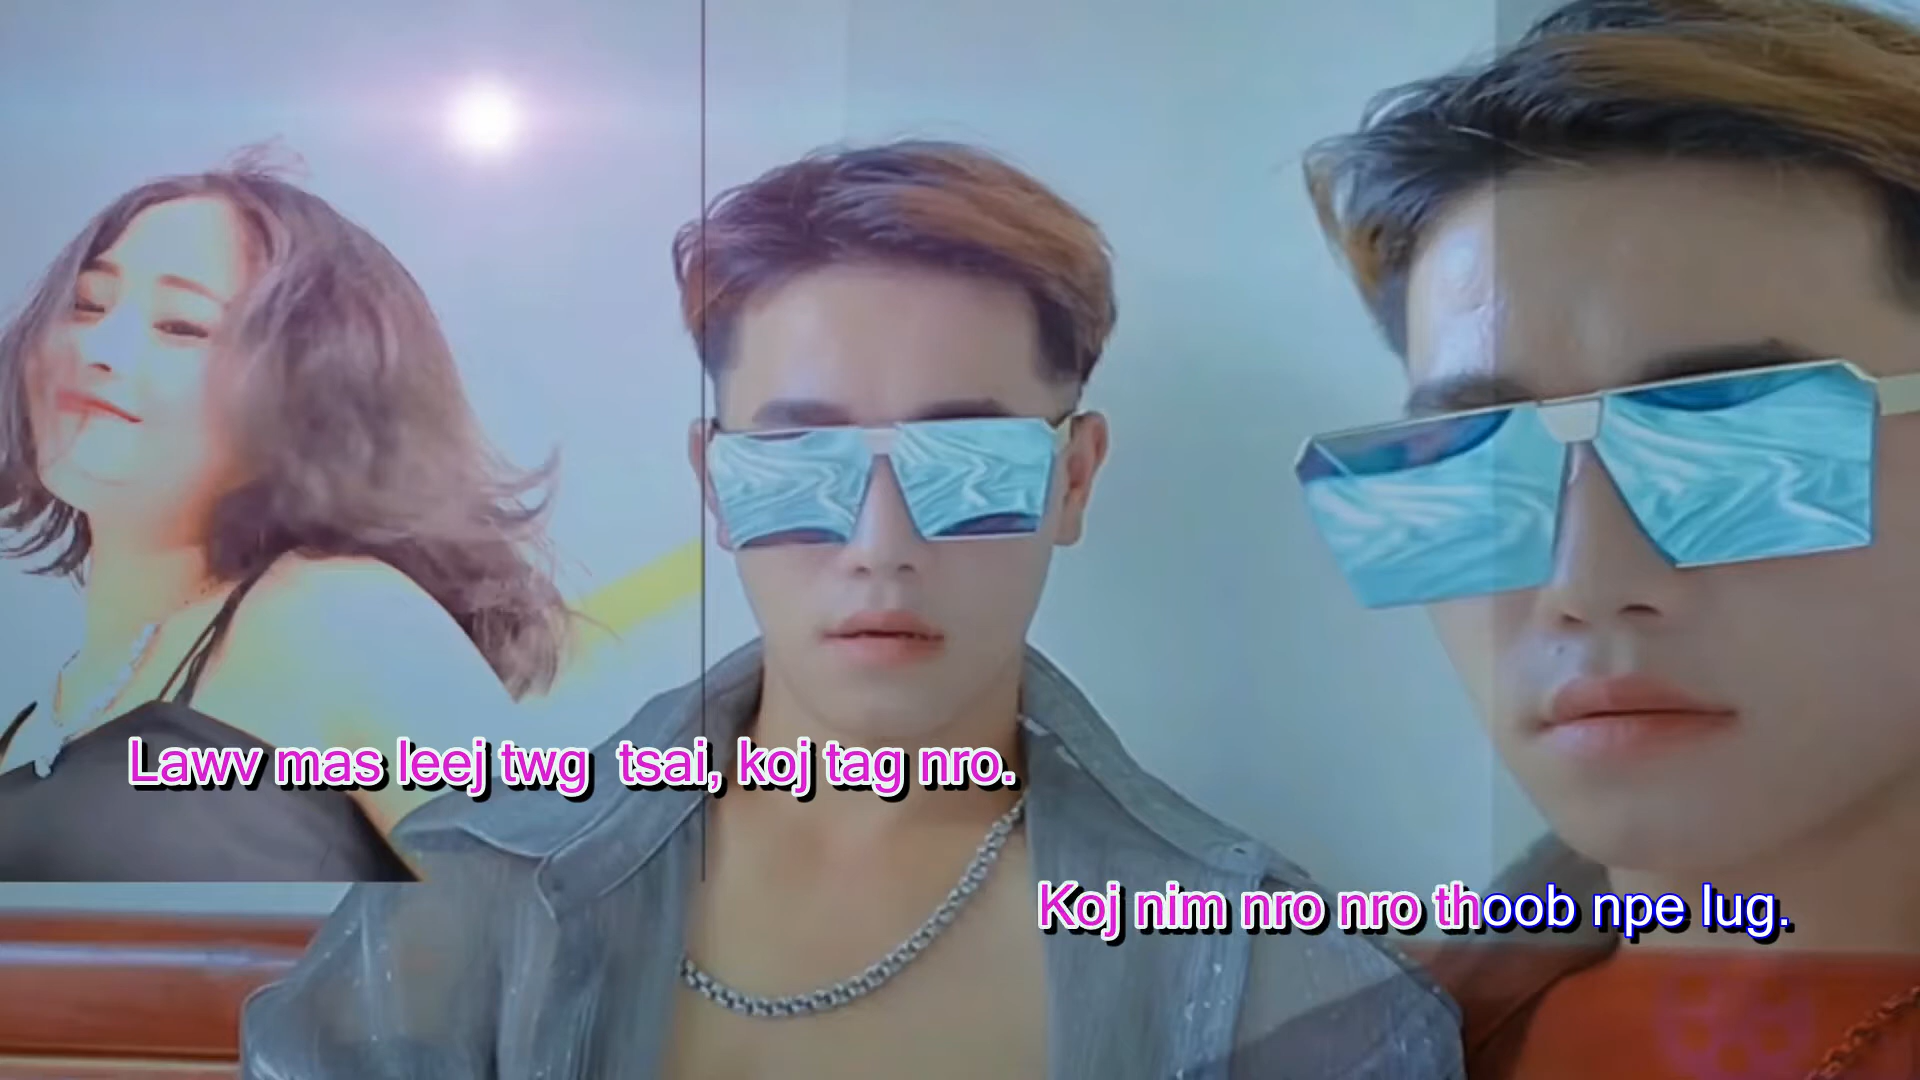 Lawv mas leej twg tsai, koj tag nro.
Koj nim nro nro thoob npe lug.